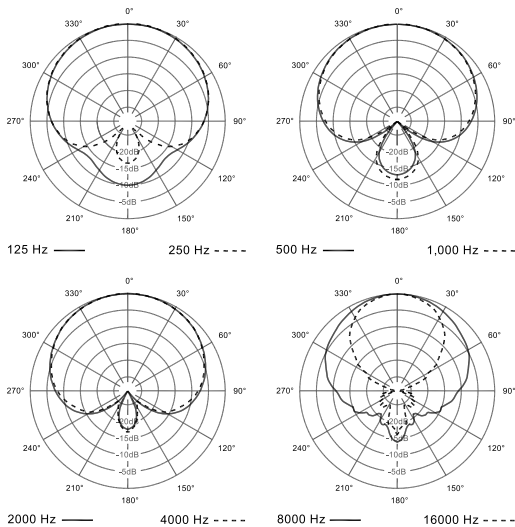 0°
330°
30°
300°
60°
270°
90°
-20dB
-15dB
-10dB
-5dB
240°
120°
210°
150°
180°
125 Hz
250 Hz
0°
330°
30°
300°
60°
270°
90°
-20dB
-15dB
-10dB
-5dB
240°
120°
210°
150°
180°
500 Hz
1,000 Hz
0°
330°
30°
300°
60°
270°
90°
-20dB
-15dB
-10dB
-5dB
240°
120°
210°
150°
180°
2000 Hz
4000 Hz
0°
330°
30°
300°
60°
270°
90°
-20dB
-15dB
-10dB
-5dB
240°
120°
210°
150°
180°
8000 Hz
16000 Hz